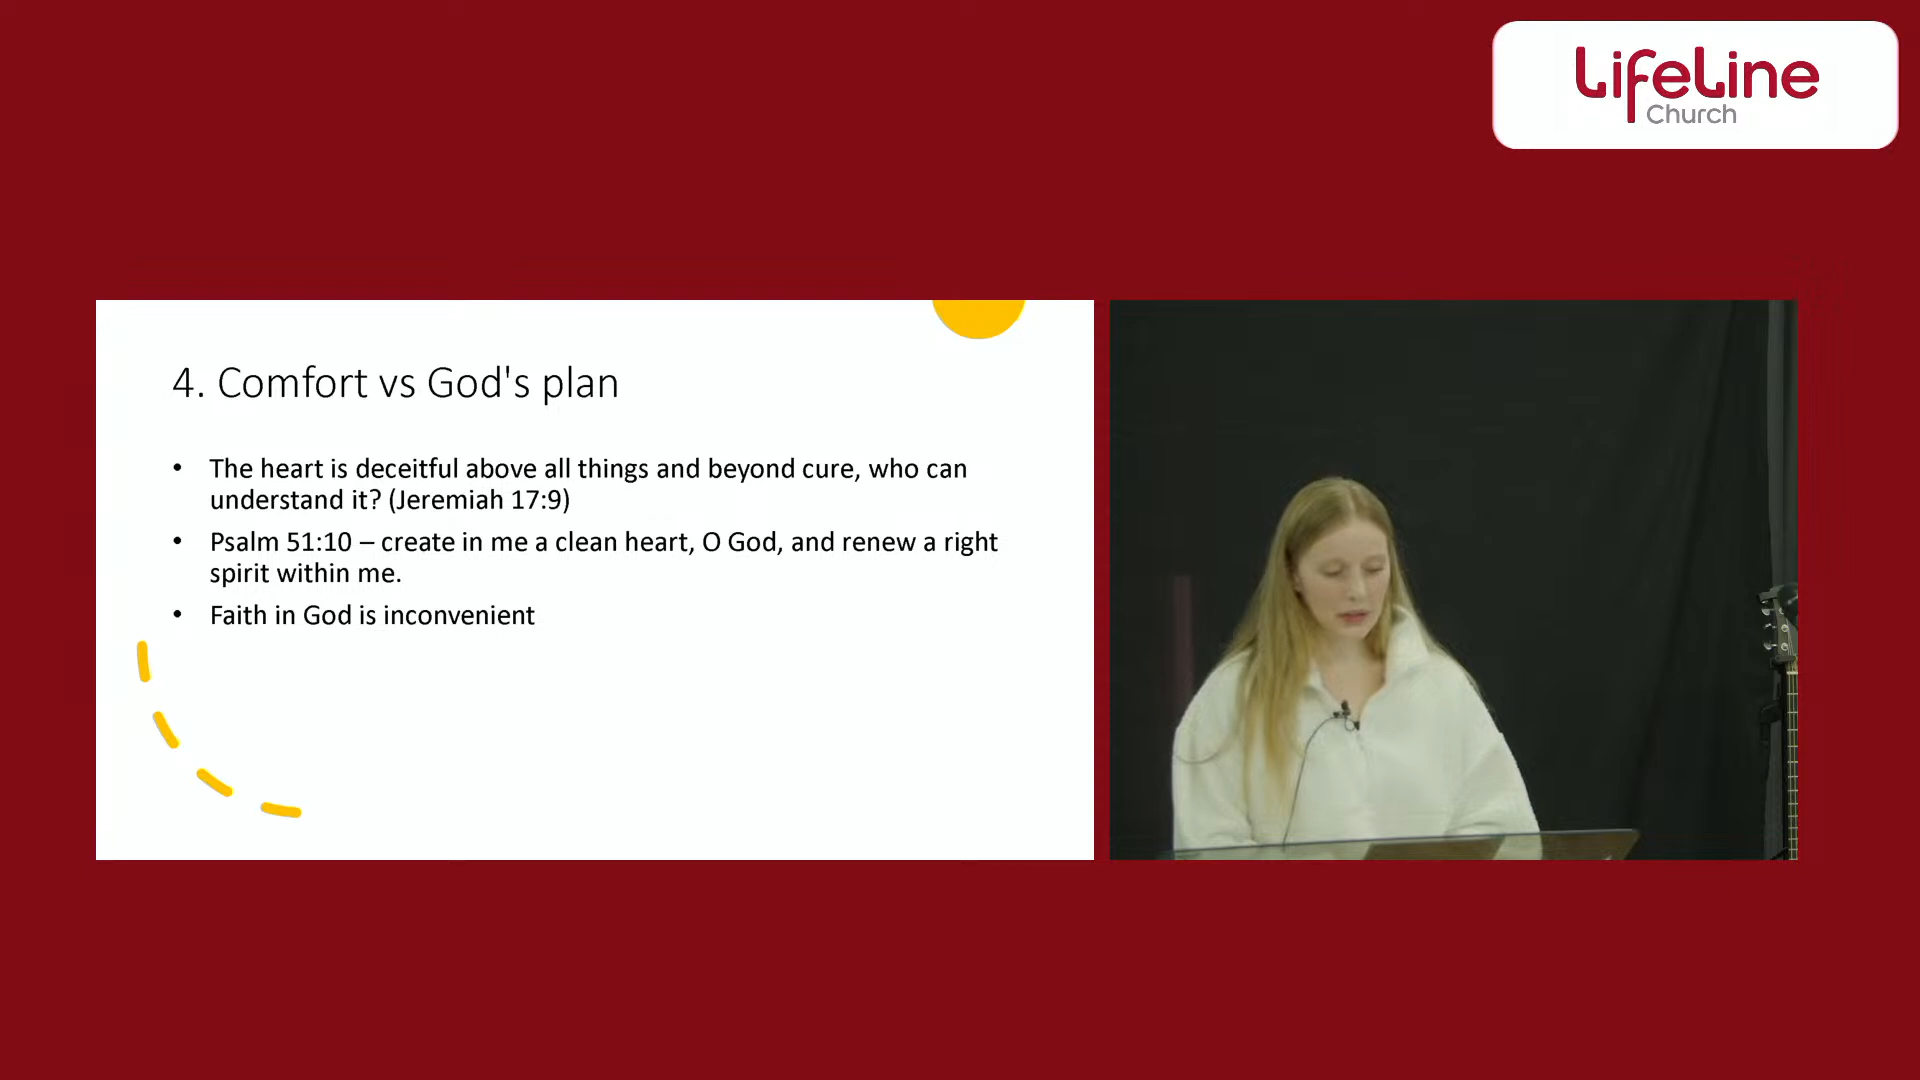 LifeLine
Church
4. Comfort vs God's plan
• The heart is deceitful above all things and beyond cure, who can
understand it? (Jeremiah 17:9)
• Psalm 51:10 – create in me a clean heart, O God, and renew a right
spirit within me.
• Faith in God is inconvenient